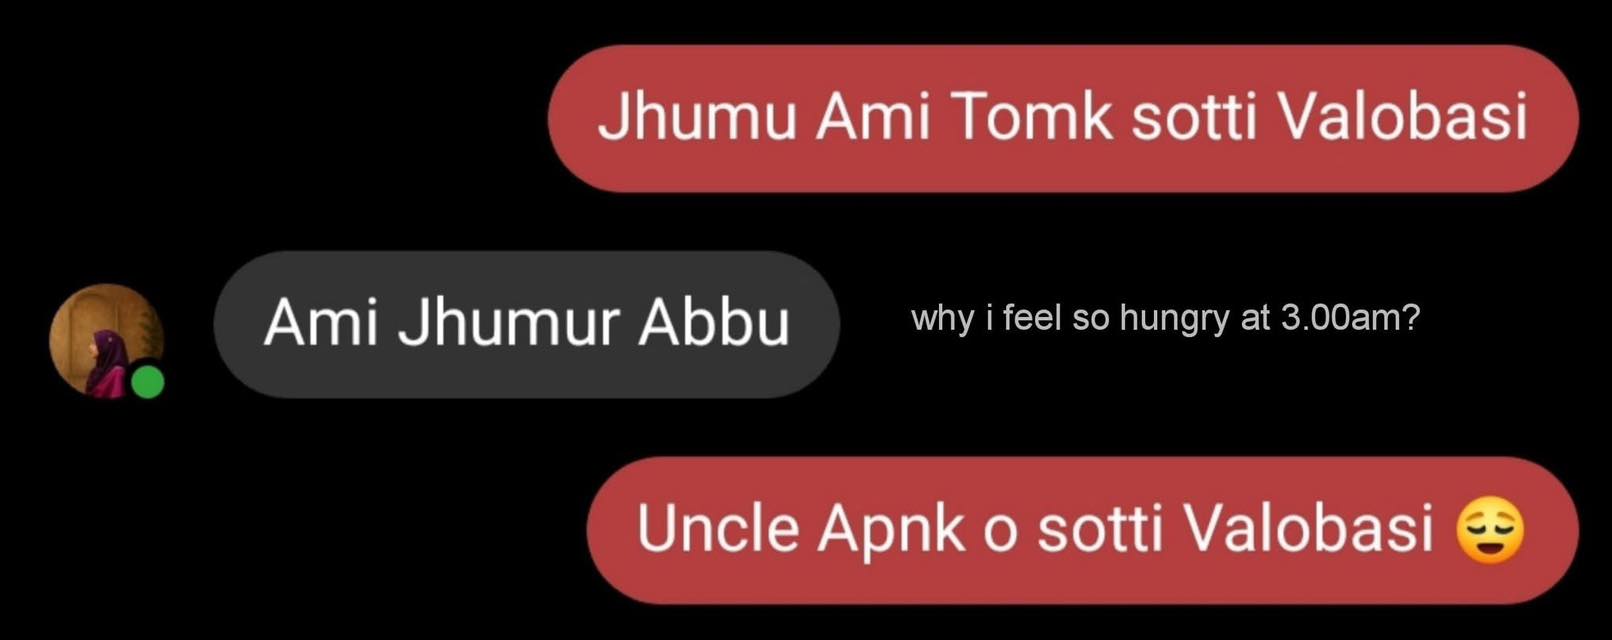 Jhumu Ami Tomk sotti Valobasi
Ami Jhumur Abbu
why i feel so hungry at 3.00am?
Uncle Apnk o sotti Valobasi 😌